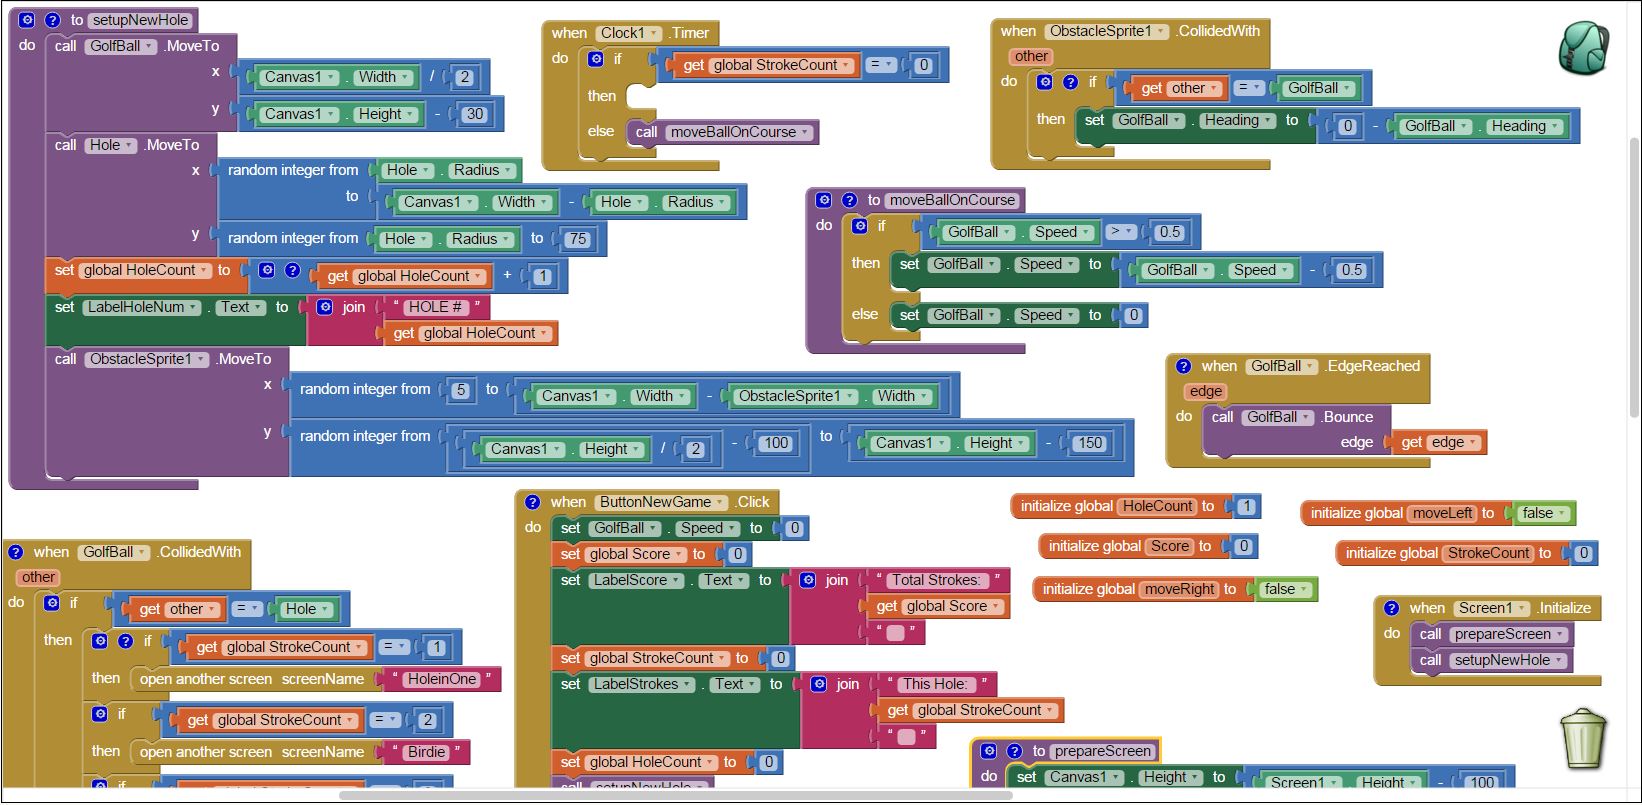 to setupNewHole
do call GolfBall .MoveTo
x Canvas1 . Width / 2
y Canvas1 . Height - 30
call Hole .MoveTo
x random integer from Hole . Radius
to Canvas1 . Width - Hole . Radius
y random integer from Hole . Radius to 75
set global HoleCount to get global HoleCount + 1
set LabelHoleNum . Text to join " HOLE # "
get global HoleCount
call ObstacleSprite1 .MoveTo
x random integer from 5 to Canvas1 . Width - ObstacleSprite1 . Width
y random integer from Canvas1 . Height / 2 - 100 to Canvas1 . Height - 150
when Clock1 .Timer
do if get global StrokeCount = 0
then
else call moveBallOnCourse
when ObstacleSprite1 .CollidedWith
other
do if get other = GolfBall
then set GolfBall . Heading to 0 - GolfBall . Heading
to moveBallOnCourse
do if GolfBall . Speed > 0.5
then set GolfBall . Speed to GolfBall . Speed - 0.5
else set GolfBall . Speed to 0
when GolfBall .EdgeReached
edge
do call GolfBall .Bounce
edge get edge
when GolfBall .CollidedWith
other
do if get other = Hole
then if get global StrokeCount = 1
then open another screen screenName " HoleinOne "
if get global StrokeCount = 2
then open another screen screenName " Birdie "
if
when ButtonNewGame .Click
do set GolfBall . Speed to 0
set global Score to 0
set LabelScore . Text to join " Total Strokes: "
get global Score
" "
set global StrokeCount to 0
set LabelStrokes . Text to join " This Hole: "
get global StrokeCount
" "
set global HoleCount to 0
call setupNewHole
initialize global HoleCount to 1
initialize global moveLeft to false
initialize global Score to 0
initialize global StrokeCount to 0
initialize global moveRight to false
when Screen1 .Initialize
do call prepareScreen
call setupNewHole
to prepareScreen
do set Canvas1 . Height to Screen1 . Height - 100